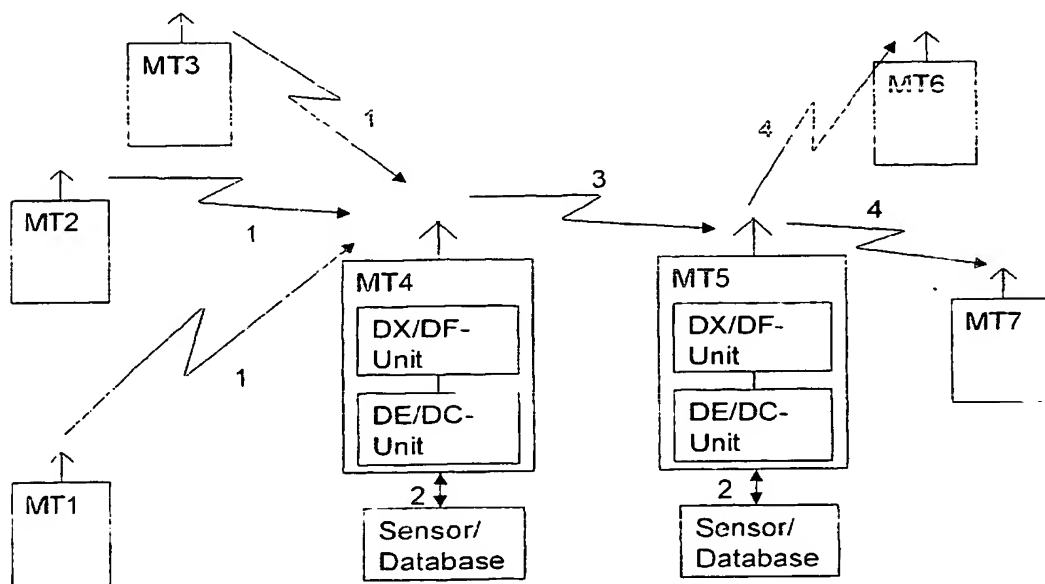 MT3
1
MT6
4
MT2
1
3
4
MT4
DX/DF-
Unit
DE/DC-
Unit
MT5
DX/DF-
Unit
DE/DC-
Unit
MT7
1
MT1
2
Sensor/
Database
2
Sensor/
Database